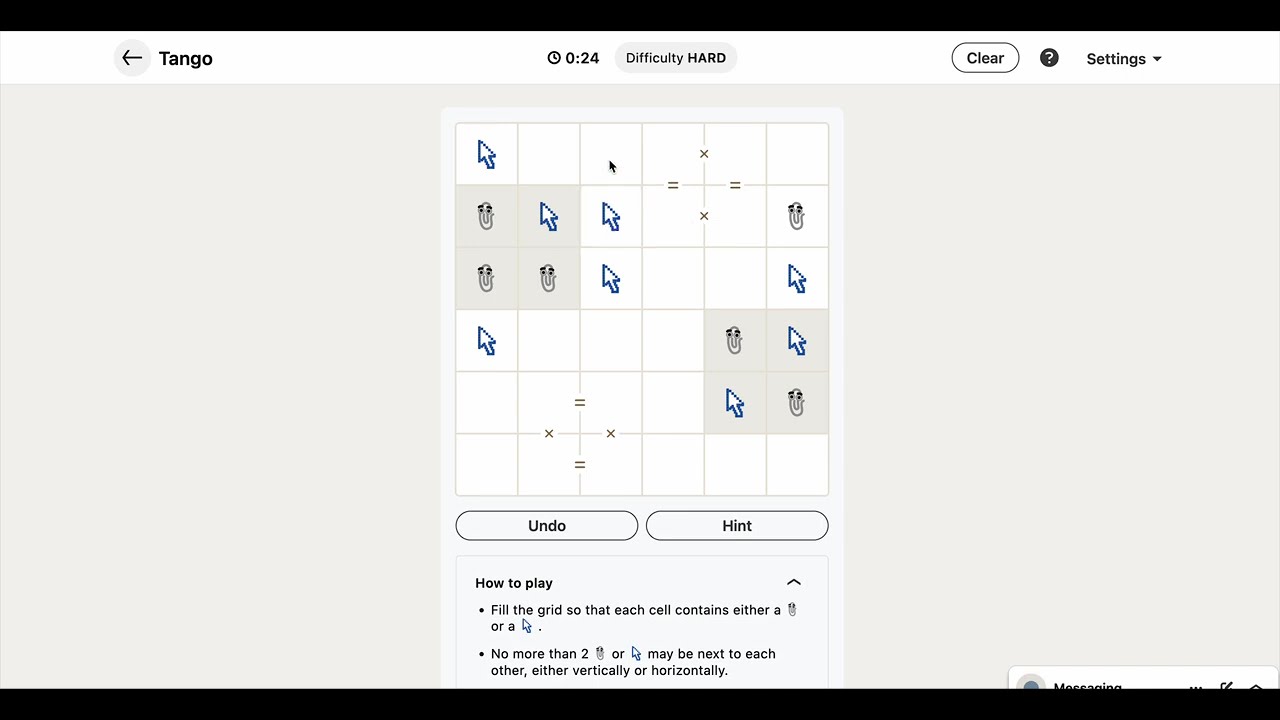 Tango
0:24
Difficulty HARD
Clear
?
Settings
×
= =
×
=
× ×
=
Undo
Hint
How to play
• Fill the grid so that each cell contains either a
or a .
• No more than 2 or may be next to each
other, either vertically or horizontally.
Messaging